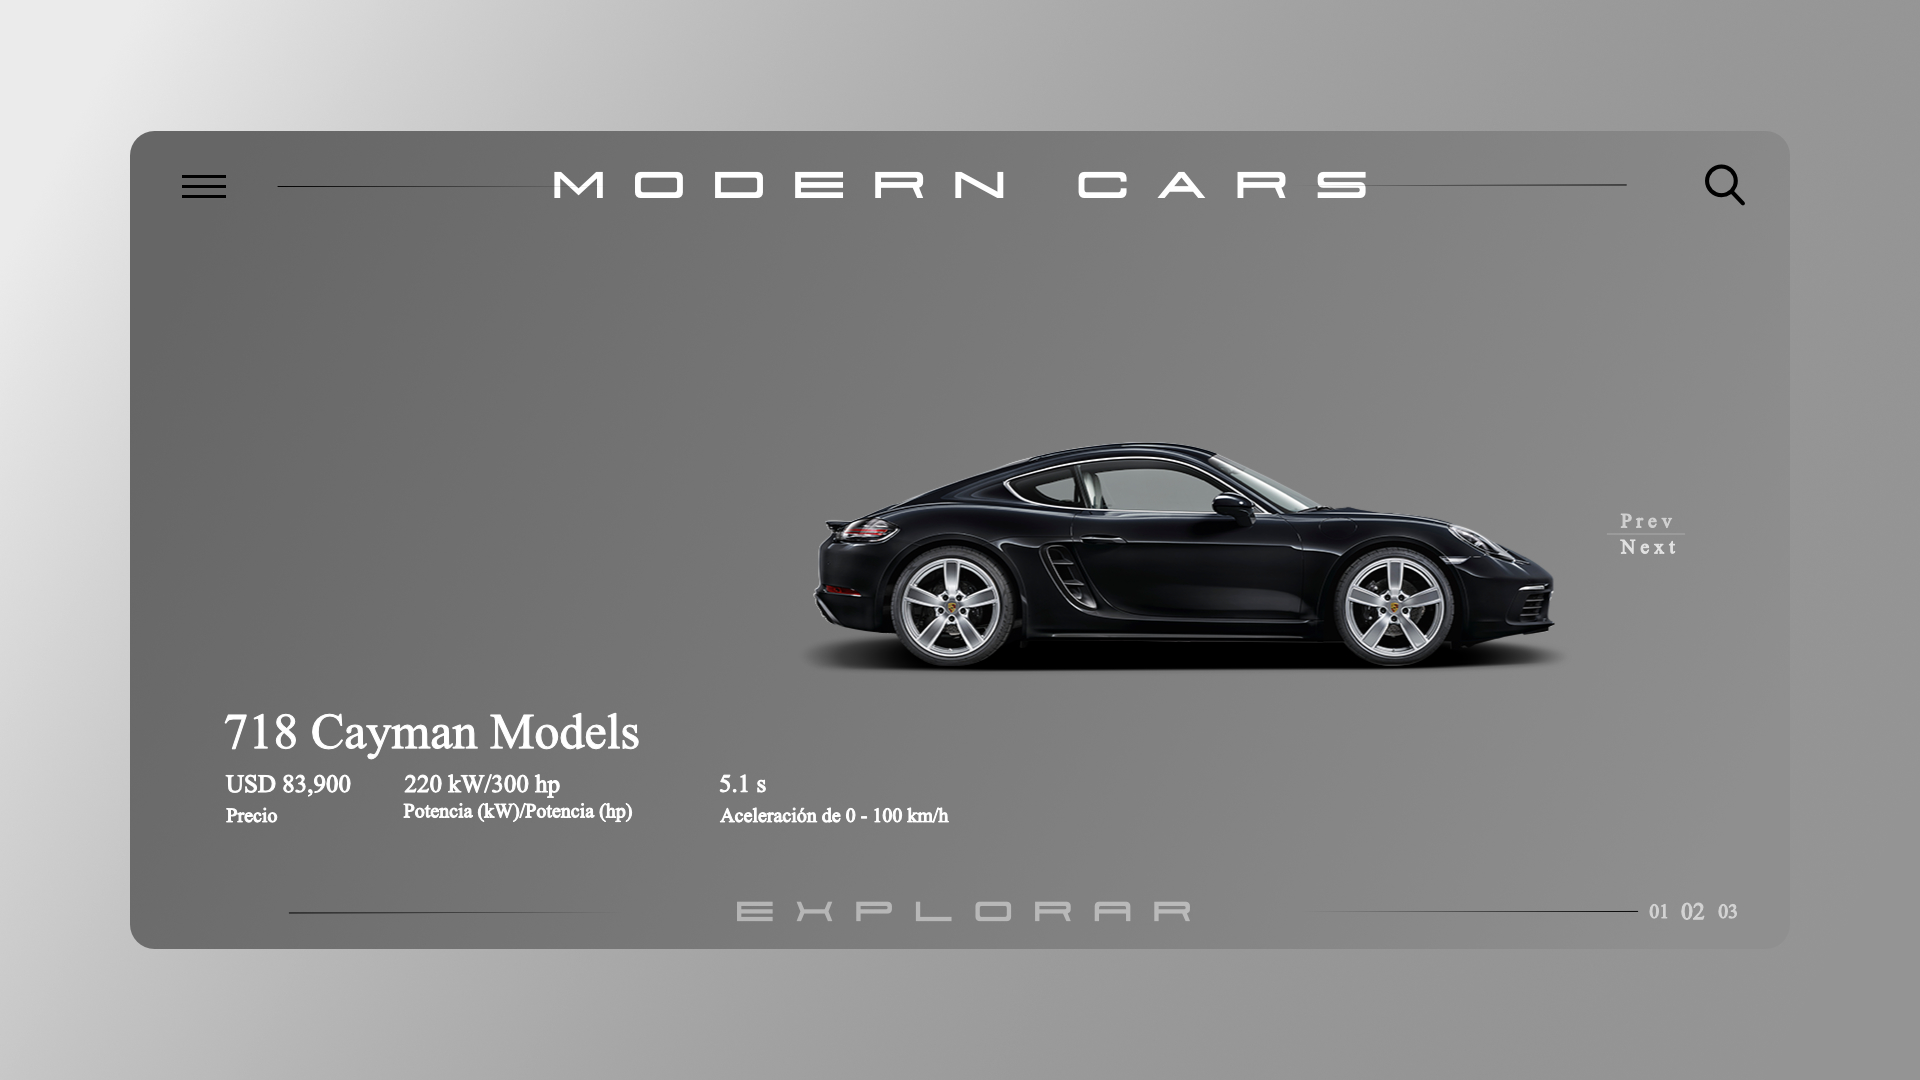 MODERN CARS
Prev
Next
718 Cayman Models
USD 83,900
Precio
220 kW/300 hp
Potencia (kW)/Potencia (hp)
5.1 s
Aceleración de 0 - 100 km/h
EXPLORAR
01 02 03